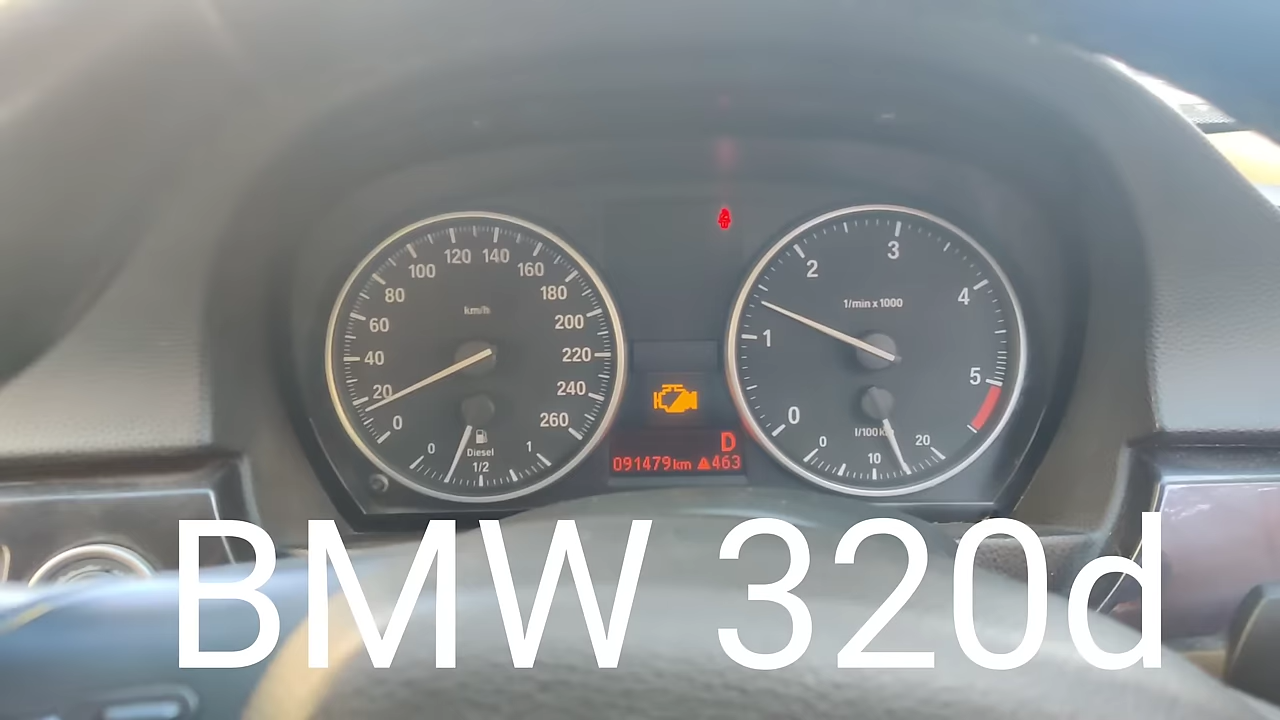 120 140
100 160
80 180
km/h
60 200
40 220
20 240
0 260
0 1/2 1
Diesel
D
091479km 463
3
2 4
1/min x 1000
1
5
0
l/100 km
0 10 20
BMW 320d